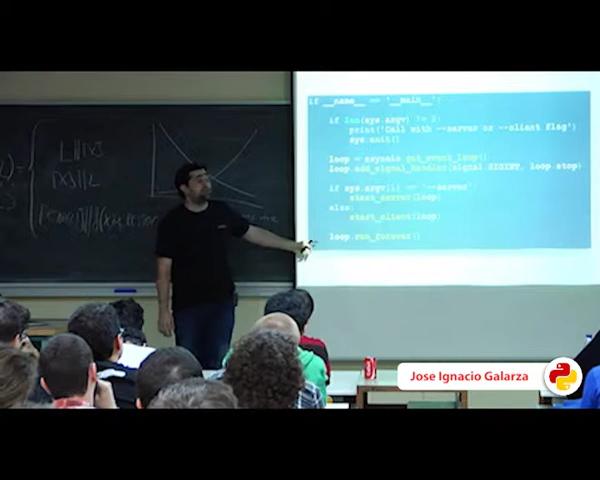 if __name__ == '__main__':
if len(sys.argv) != 2:
print('Call with --server or --client flag')
sys.exit()
loop = asyncio.get_event_loop()
loop.add_signal_handler(signal.SIGINT, loop.stop)
if sys.argv[1] == '--server':
start_server(loop)
else:
start_client(loop)
loop.run_forever()
Jose Ignacio Galarza